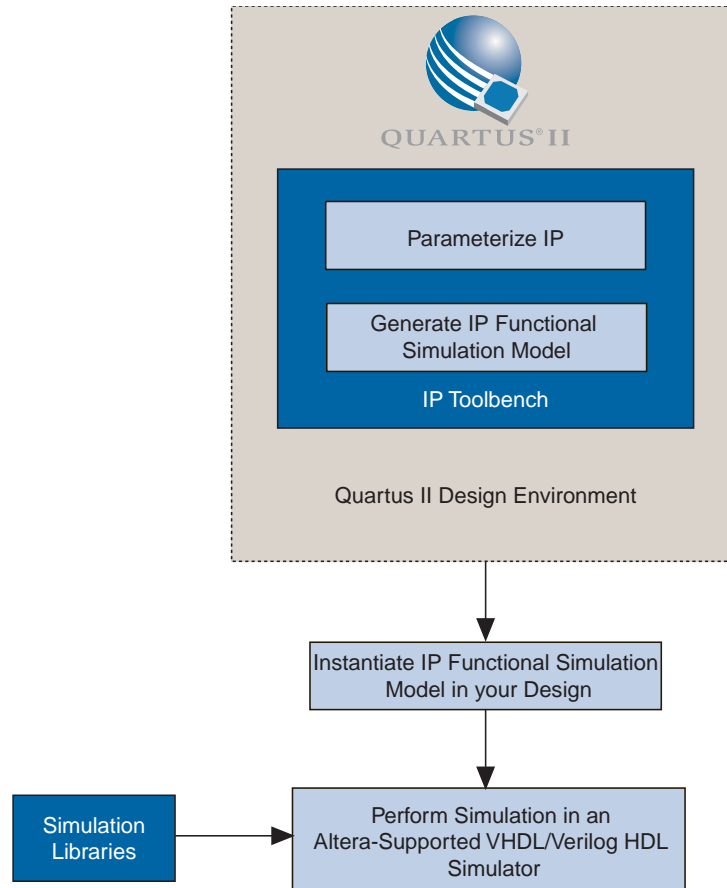 QUARTUS® II
Parameterize IP
Generate IP Functional
Simulation Model
IP Toolbench
Quartus II Design Environment
Instantiate IP Functional Simulation
Model in your Design
Simulation
Libraries
Perform Simulation in an
Altera-Supported VHDL/Verilog HDL
Simulator